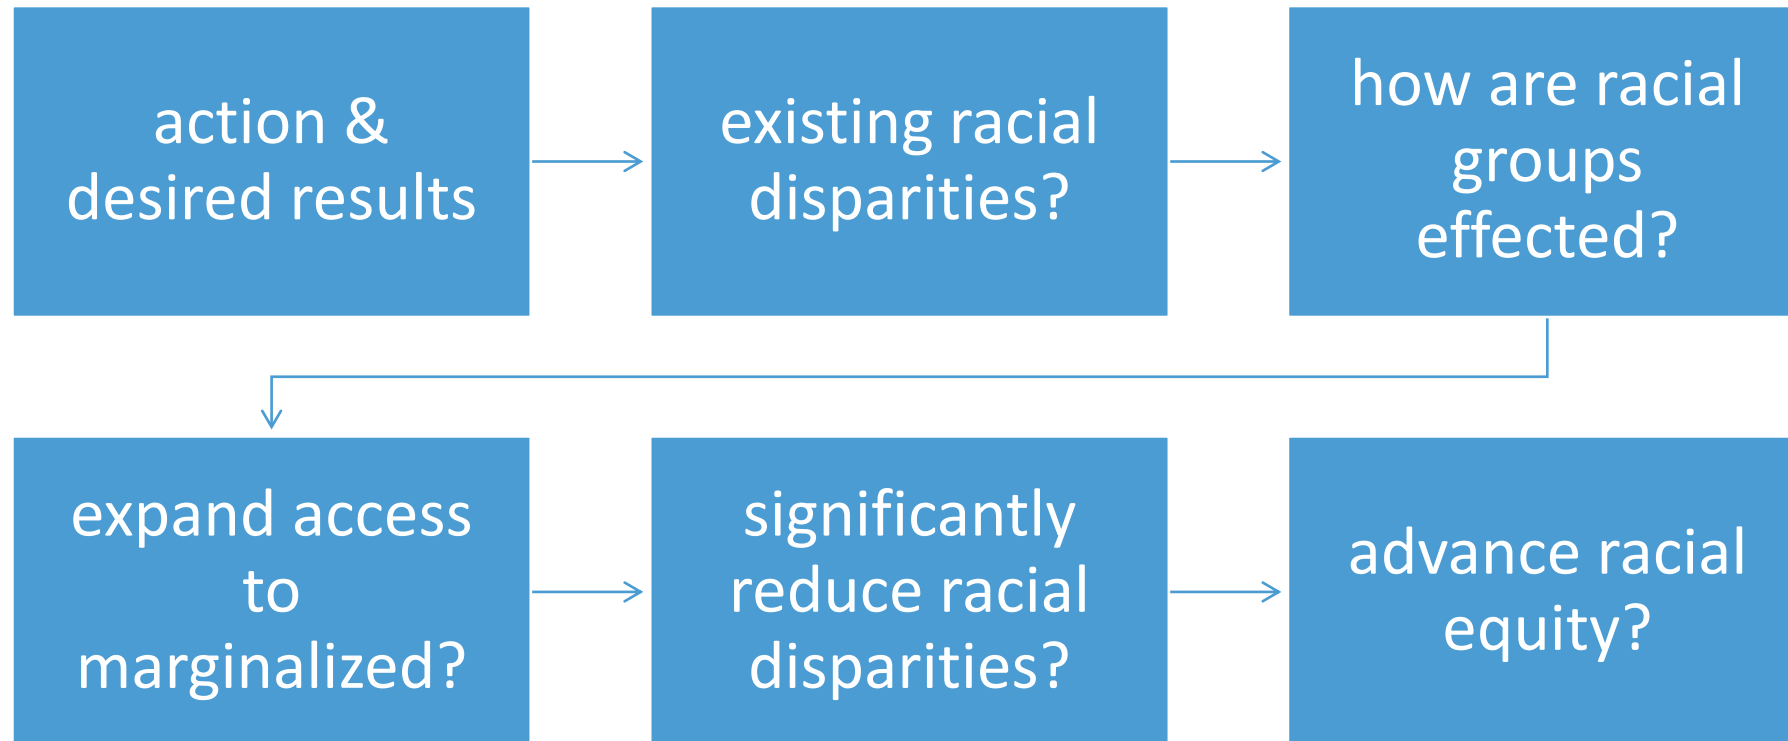 action &
desired results
existing racial
disparities?
how are racial
groups
effected?
expand access
to
marginalized?
significantly
reduce racial
disparities?
advance racial
equity?